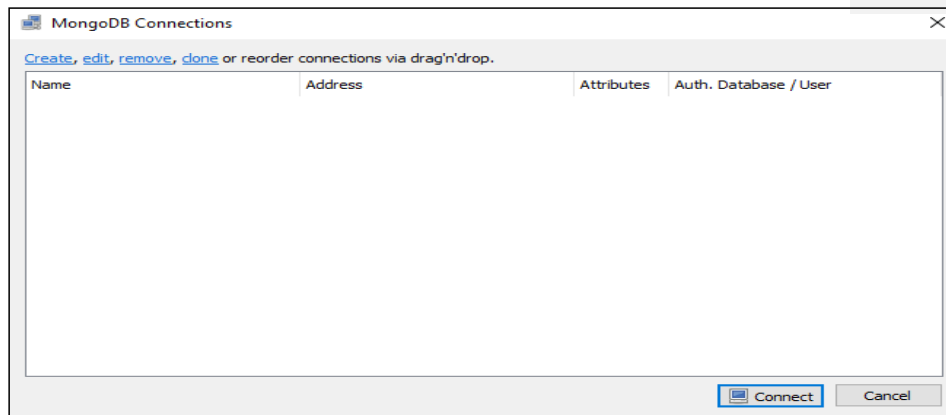 MongoDB Connections
Create, edit, remove, clone or reorder connections via drag'n'drop.
Name Address Attributes Auth. Database / User
Connect Cancel